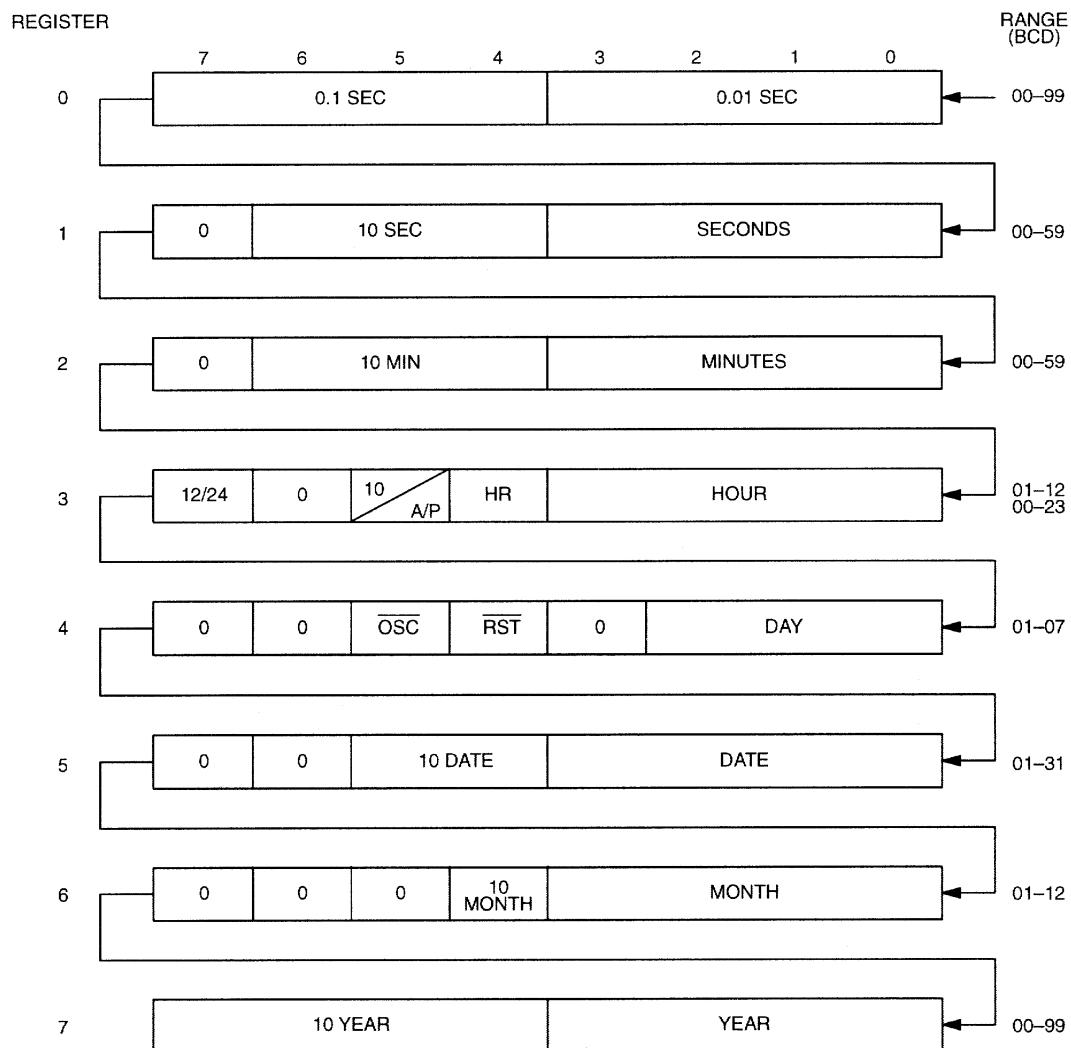 REGISTER
RANGE
(BCD)
7 6 5 4 3 2 1 0
0 0.1 SEC 0.01 SEC 00–99
1 0 10 SEC SECONDS 00–59
2 0 10 MIN MINUTES 00–59
3 12/24 0 10 A/P HR HOUR 01–12
00–23
4 0 0 OSC RST 0 DAY 01–07
5 0 0 10 DATE DATE 01–31
6 0 0 0 10 MONTH MONTH 01–12
7 10 YEAR YEAR 00–99